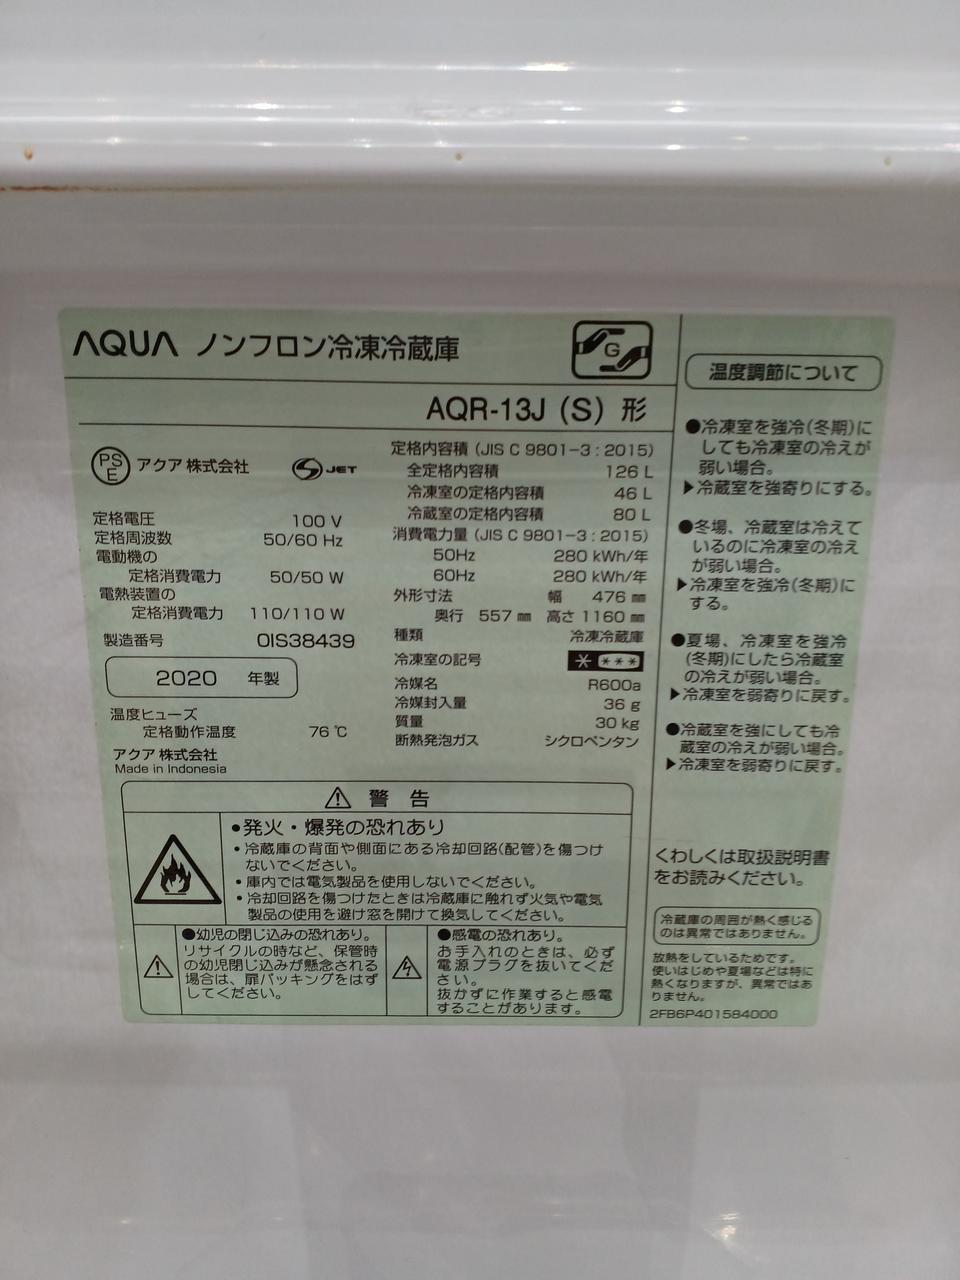 AQUA ノンフロン冷凍冷蔵庫
G
AQR-13J (S) 形
PS
E
アクア 株式会社
S JET
定格電圧 100 V
定格周波数 50/60 Hz
電動機の
定格消費電力 50/50 W
電熱装置の
定格消費電力 110/110 W
製造番号 0IS38439
2020 年製
温度ヒューズ
定格動作温度 76 ℃
アクア 株式会社
Made in Indonesia
定格内容積 (JIS C 9801-3 : 2015)
全定格内容積 126 L
冷凍室の定格内容積 46 L
冷蔵室の定格内容積 80 L
消費電力量 (JIS C 9801-3 : 2015)
50Hz 280 kWh/年
60Hz 280 kWh/年
外形寸法 幅 476 ㎜
奥行 557 ㎜ 高さ 1160 ㎜
種類 冷凍冷蔵庫
冷凍室の記号 * ***
冷媒名 R600a
冷媒封入量 36 g
質量 30 kg
断熱発泡ガス シクロペンタン
⚠ 警 告
•発火・爆発の恐れあり
•冷蔵庫の背面や側面にある冷却回路(配管)を傷つけ
ないでください。
•庫内では電気製品を使用しないでください。
•冷却回路を傷つけたときは冷蔵庫に触れず火気や電気
製品の使用を避け窓を開けて換気してください。
●幼児の閉じ込みの恐れあり。
リサイクルの時など、保管時
の幼児閉じ込みが懸念される
場合は、扉パッキングをはず
してください。
●感電の恐れあり。
お手入れのときは、必ず
電源プラグを抜いてくだ
さい。
抜かずに作業すると感電
することがあります。
温度調節について
●冷凍室を強冷(冬期)に
しても冷凍室の冷えが
弱い場合。
▶冷蔵室を強寄りにする。
●冬場、冷蔵室は冷えて
いるのに冷凍室の冷え
が弱い場合。
▶冷凍室を強冷(冬期)に
する。
●夏場、冷凍室を強冷
(冬期)にしたら冷蔵室
の冷えが弱い場合。
▶冷凍室を弱寄りに戻す。
●冷蔵室を強にしても冷
蔵室の冷えが弱い場合。
▶冷凍室を弱寄りに戻す。
くわしくは取扱説明書
をお読みください。
冷蔵庫の周囲が熱く感じる
のは異常ではありません。
放熱をしているためです。
使いはじめや夏場などは特に
熱くなりますが、異常ではあ
りません。
2FB6P401584000